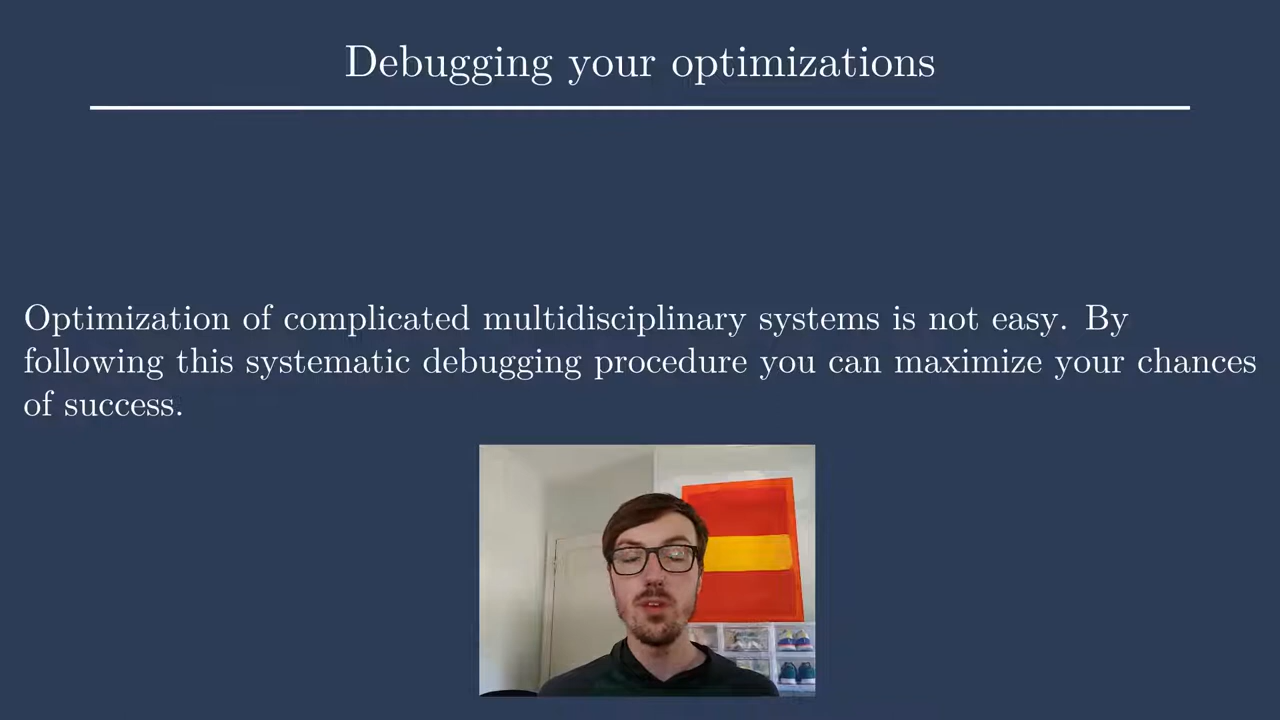 Debugging your optimizations
Optimization of complicated multidisciplinary systems is not easy. By
following this systematic debugging procedure you can maximize your chances
of success.